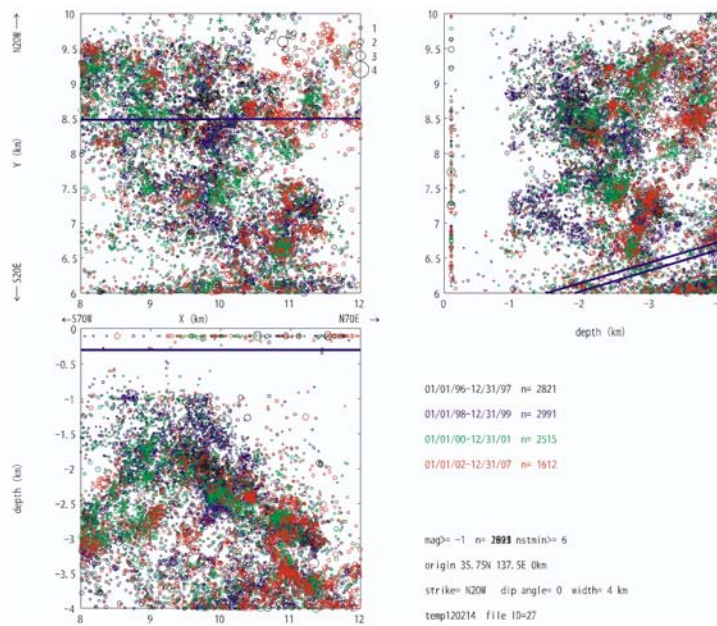 N20W →
Y (km)
← S20E
10
9.5
9
8.5
8
7.5
7
6.5
6
1
2
3
4
8 9 10 11 12
← S70W X (km) N70E →
10
9.5
9
8.5
8
7.5
7
6.5
6
0 -1 -2 -3
depth (km)
depth (km)
0
-0.5
-1
-1.5
-2
-2.5
-3
-3.5
-4
8 9 10 11 12
01/01/96-12/31/97 n= 2821
01/01/98-12/31/99 n= 2991
01/01/00-12/31/01 n= 2515
01/01/02-12/31/07 n= 1612
mag>= -1 n= nstmin>= 6
origin 35.75N 137.5E 0km
strike= N20W dip angle= 0 width= 4 km
temp120214 file ID=27